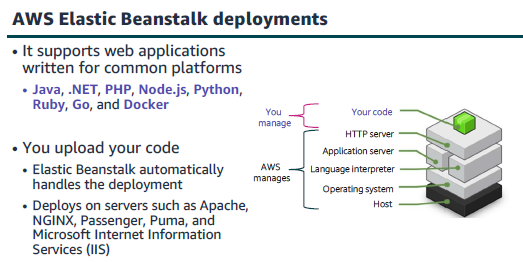 AWS Elastic Beanstalk deployments
• It supports web applications
written for common platforms
• Java, .NET, PHP, Node.js, Python,
Ruby, Go, and Docker
• You upload your code
• Elastic Beanstalk automatically
handles the deployment
• Deploys on servers such as Apache,
NGINX, Passenger, Puma, and
Microsoft Internet Information
Services (IIS)
You
manage
Your code
HTTP server
Application server
AWS
manages
Language interpreter
Operating system
Host